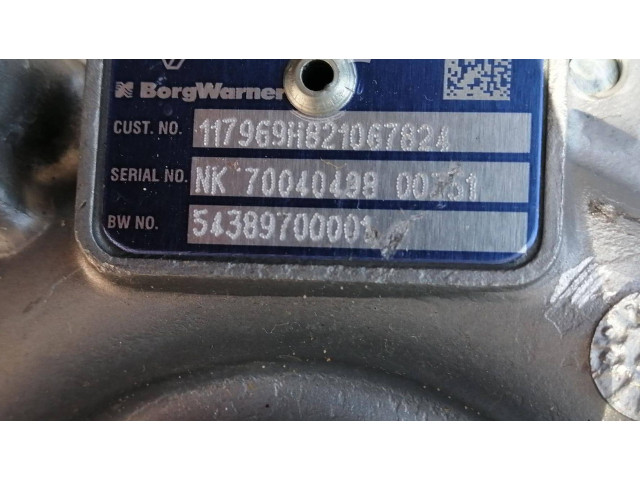 BorgWarner
CUST. NO. 117969H821067824
SERIAL NO. NK 70040498
BW NO. 54389700001